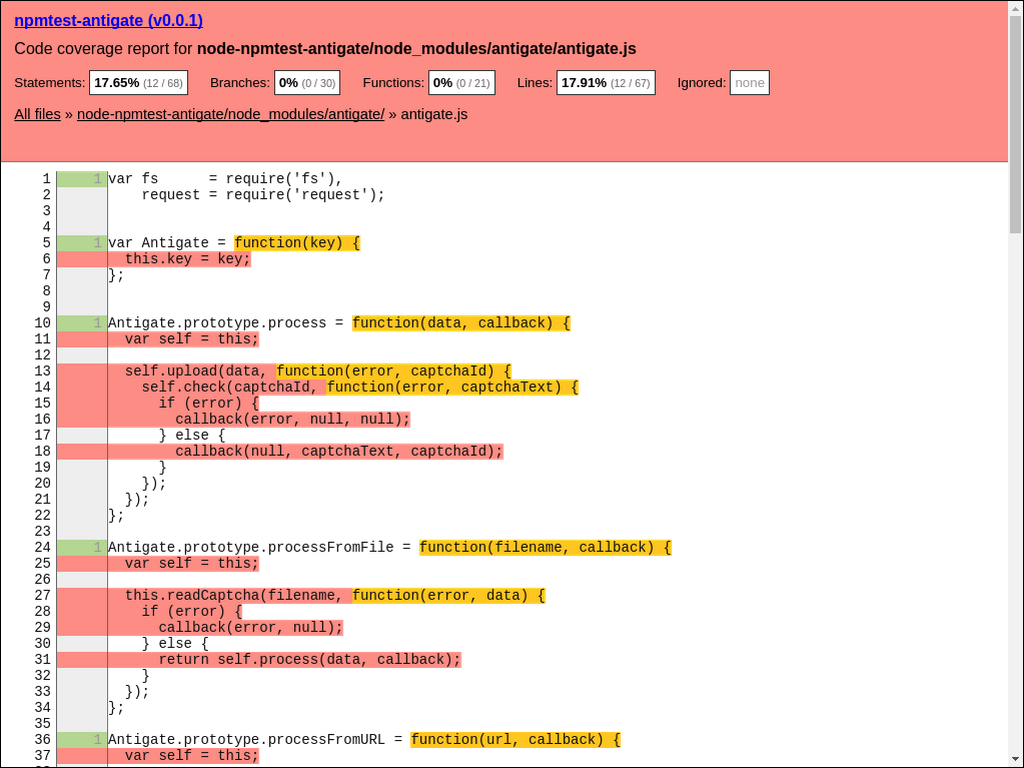 npmtest-antigate (v0.0.1)
Code coverage report for node-npmtest-antigate/node_modules/antigate/antigate.js
Statements: 17.65% (12 / 68) Branches: 0% (0 / 30) Functions: 0% (0 / 21) Lines: 17.91% (12 / 67) Ignored: none
All files » node-npmtest-antigate/node_modules/antigate/ » antigate.js
1 1 var fs      = require('fs'),
2     request = require('request');
3
4
5 1 var Antigate = function(key) {
6   this.key = key;
7 };
8
9
10 1 Antigate.prototype.process = function(data, callback) {
11   var self = this;
12
13   self.upload(data, function(error, captchaId) {
14     self.check(captchaId, function(error, captchaText) {
15       if (error) {
16         callback(error, null, null);
17       } else {
18         callback(null, captchaText, captchaId);
19       }
20     });
21   });
22 };
23
24 1 Antigate.prototype.processFromFile = function(filename, callback) {
25   var self = this;
26
27   this.readCaptcha(filename, function(error, data) {
28     if (error) {
29       callback(error, null);
30     } else {
31       return self.process(data, callback);
32     }
33   });
34 };
35
36 1 Antigate.prototype.processFromURL = function(url, callback) {
37   var self = this;